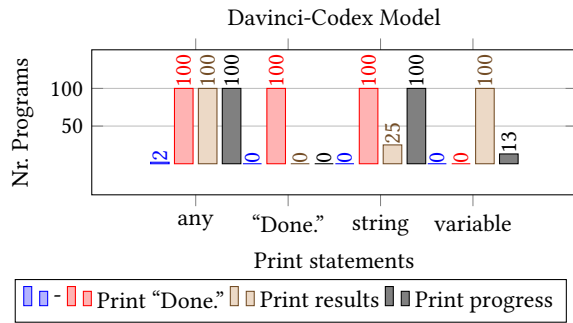 Davinci-Codex Model
Nr. Programs
100
50
2 100 100 100 0 100 0 0 0 100 25 100 0 0 100 13
any “Done.” string variable
Print statements
- Print “Done.” Print results Print progress